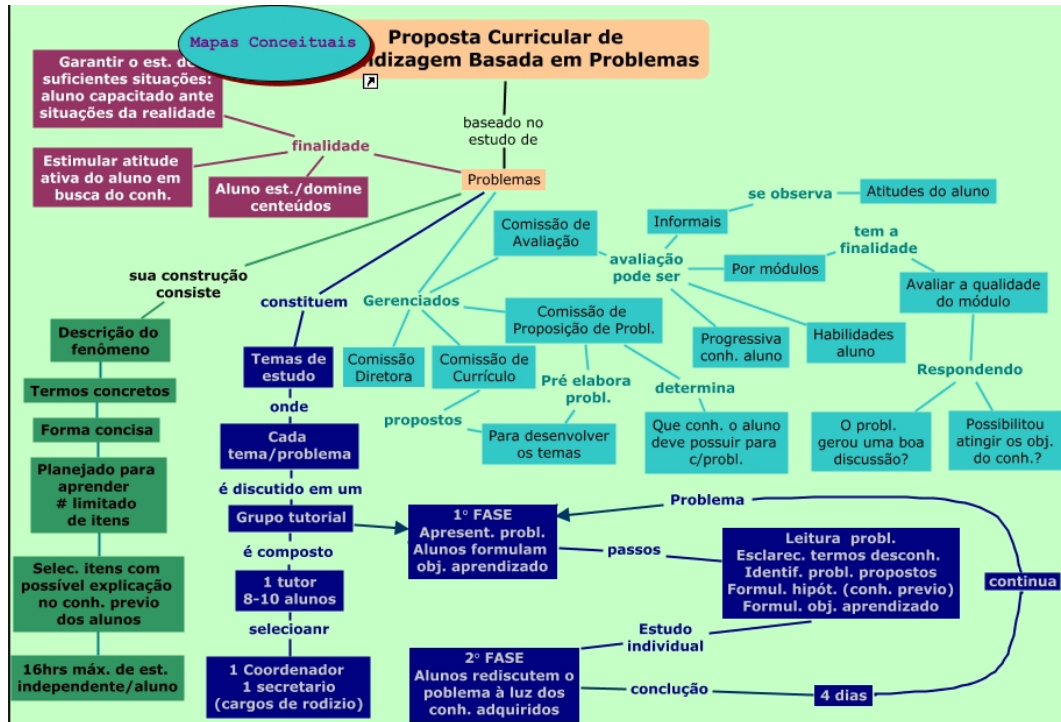 Mapas Conceituais
Proposta Curricular de
ndizagem Basada em Problemas
Garantir o est. de
suficientes situações:
aluno capacitado ante
situações da realidade
finalidade
Estimular atitude
ativa do aluno em
busca do conh.
Aluno est./domine
centeúdos
baseado no
estudo de
Problemas
sua construção
consiste
Descrição do
fenômeno
Termos concretos
Forma concisa
Planejado para
aprender
# limitado
de itens
Selec. itens com
possível explicação
no conh. previo
dos alunos
16hrs máx. de est.
independente/aluno
constituem
Temas de
estudo
onde
Cada
tema/problema
é discutido em um
Grupo tutorial
é composto
1 tutor
8-10 alunos
selecioanr
1 Coordenador
1 secretario
(cargos de rodizio)
Gerenciados
Comissão
Diretora
Comissão de
Currículo
propostos
Comissão de
Avaliação
Comissão de
Proposição de Probl.
Pré elabora
probl.
Para desenvolver
os temas
determina
Que conh. o aluno
deve possuir para
c/probl.
avaliação
pode ser
Informais
se observa
Atitudes do aluno
Por módulos
tem a
finalidade
Avaliar a qualidade
do módulo
Progressiva
conh. aluno
Habilidades
aluno
Respondendo
O probl.
gerou uma boa
discussão?
Possibilitou
atingir os obj.
do conh.?
1° FASE
Apresent. probl.
Alunos formulam
obj. aprendizado
passos
Leitura probl.
Esclarec. termos desconh.
Identif. probl. propostos
Formul. hipót. (conh. previo)
Formul. obj. aprendizado
Estudo
individual
2° FASE
Alunos rediscutem o
poblema à luz dos
conh. adquiridos
conclução
4 dias
continua
Problema